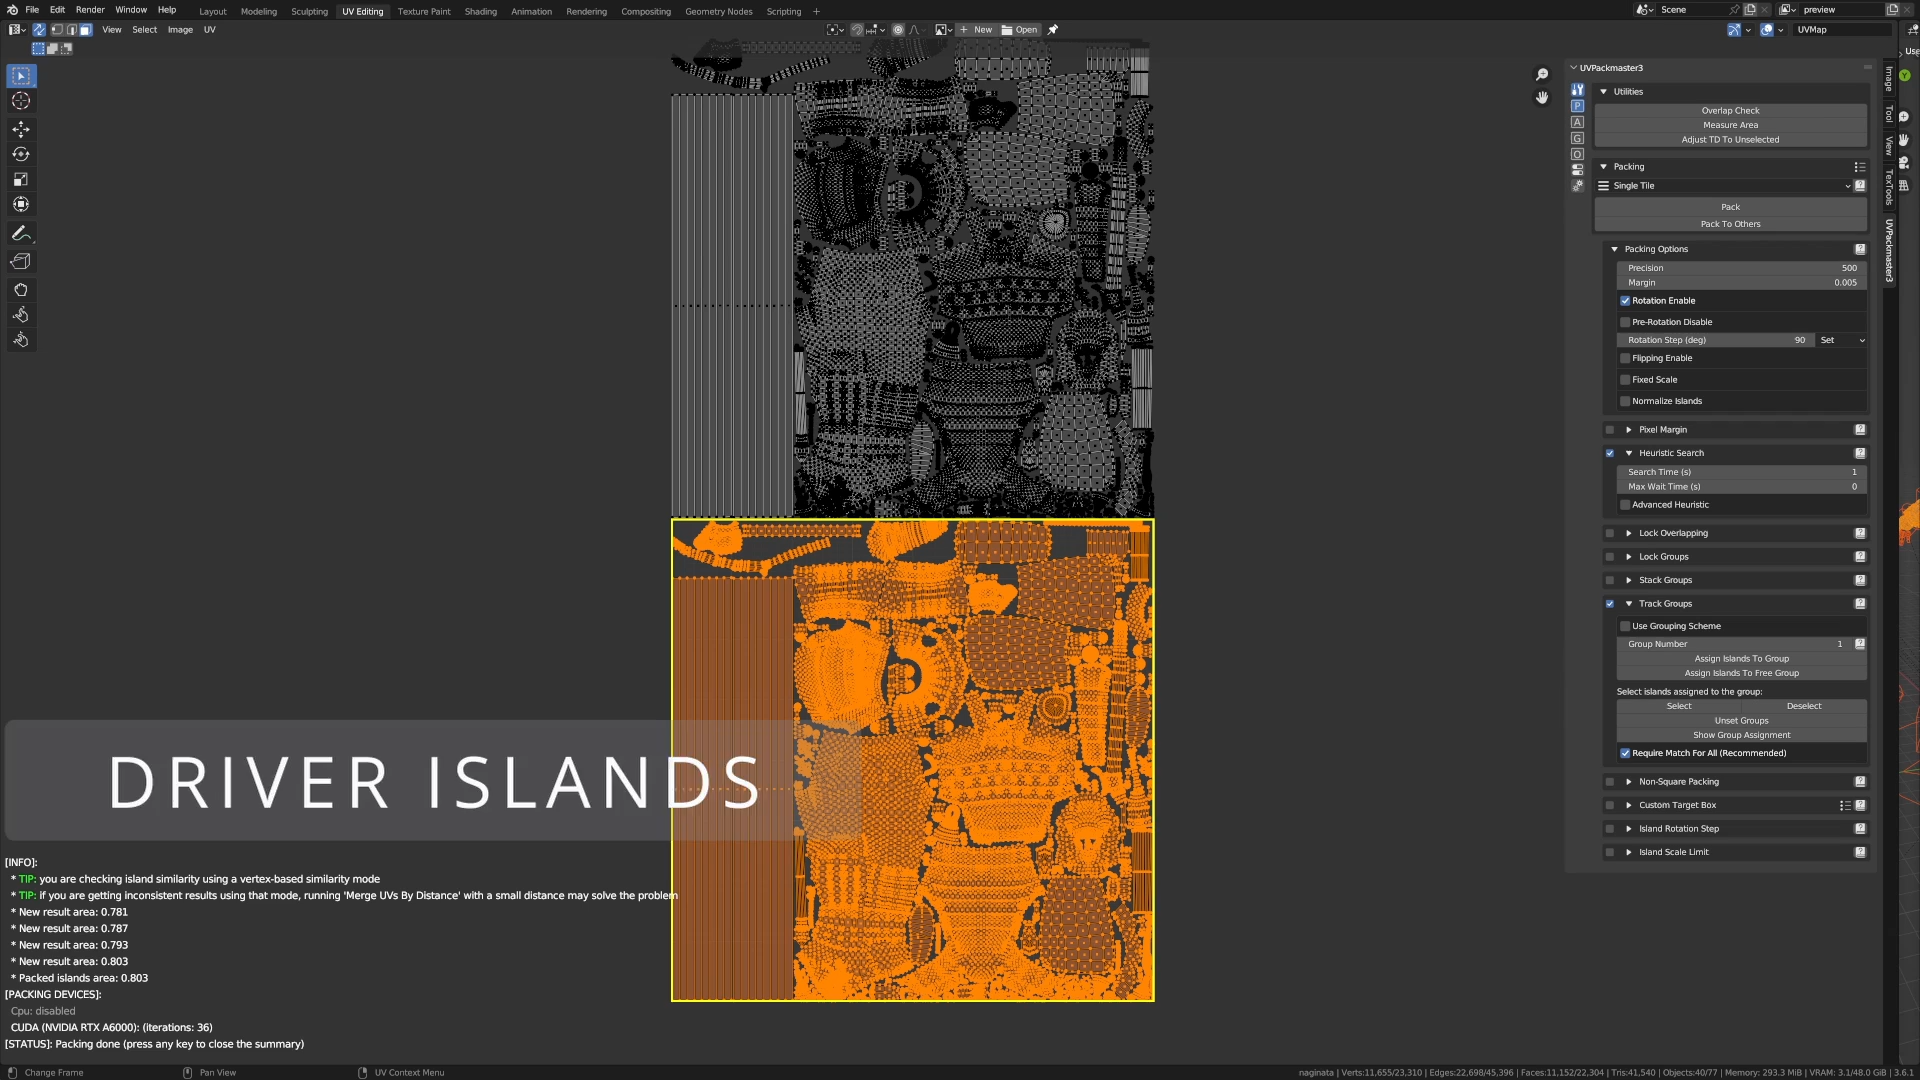 File Edit Render Window Help Layout Modeling Sculpting UV Editing Texture Paint Shading Animation Rendering Compositing Geometry Nodes Scripting + Scene preview
View Select Image UV New Open UVMap
Use
UVPackmaster3
Utilities
Overlap Check
Measure Area
Adjust TD To Unselected
Packing
Single Tile
Pack
Pack To Others
Packing Options
Precision 500
Margin 0.005
Rotation Enable
Pre-Rotation Disable
Rotation Step (deg) 90 Set
Flipping Enable
Fixed Scale
Normalize Islands
Pixel Margin
Heuristic Search
Search Time (s) 1
Max Wait Time (s) 0
Advanced Heuristic
Lock Overlapping
Lock Groups
Stack Groups
Track Groups
Use Grouping Scheme
Group Number 1
Assign Islands To Group
Assign Islands To Free Group
Select islands assigned to the group:
Select Deselect
Unset Groups
Show Group Assignment
Require Match For All (Recommended)
Non-Square Packing
Custom Target Box
Island Rotation Step
Island Scale Limit
P
A
G
O
Image
Tool
View
TexTools
UVPackmaster3
Y
DRIVER ISLANDS
[INFO]:
* TIP: you are checking island similarity using a vertex-based similarity mode
* TIP: if you are getting inconsistent results using that mode, running 'Merge UVs By Distance' with a small distance may solve the problem
* New result area: 0.781
* New result area: 0.787
* New result area: 0.793
* New result area: 0.803
* Packed islands area: 0.803
[PACKING DEVICES]:
Cpu: disabled
CUDA (NVIDIA RTX A6000): (iterations: 36)
[STATUS]: Packing done (press any key to close the summary)
Change Frame Pan View UV Context Menu
naginata | Verts:11,655/23,310 | Edges:22,698/45,396 | Faces:11,152/22,304 | Tris:41,540 | Objects:40/77 | Memory: 293.3 MiB | VRAM: 3.1/48.0 GiB | 3.6.1